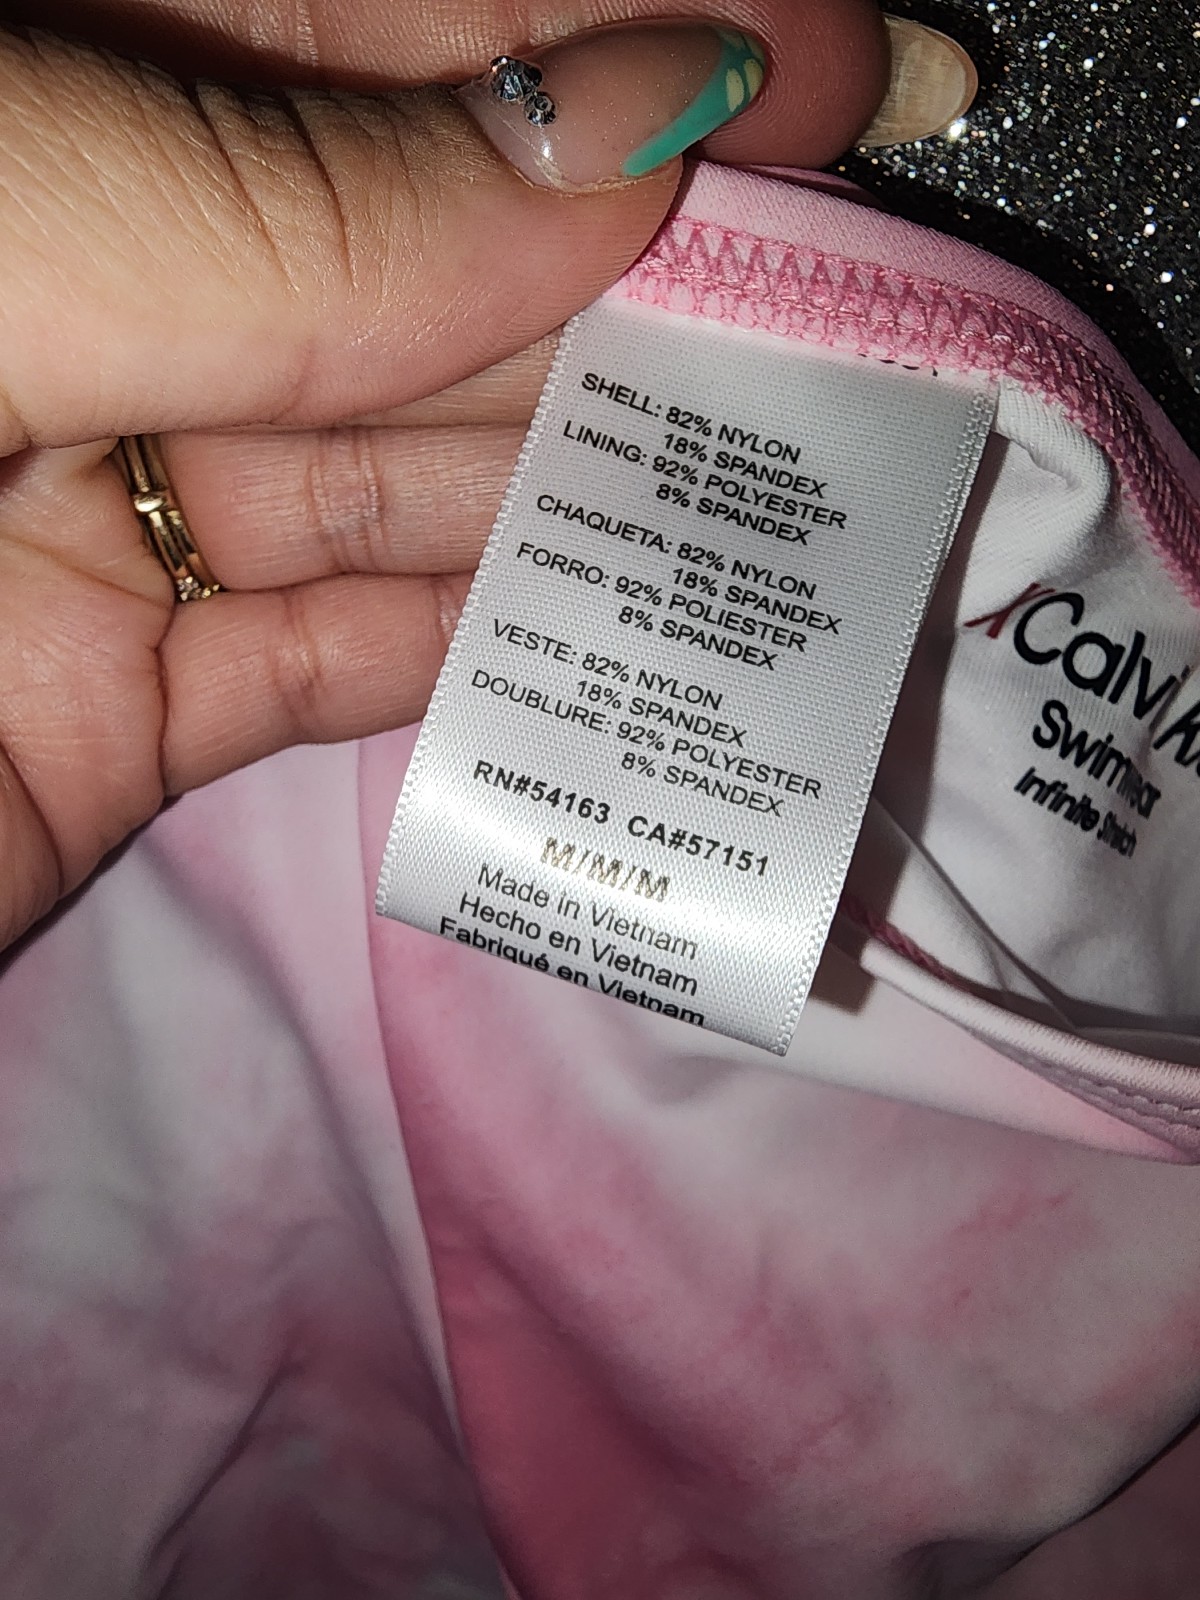 SHELL: 82% NYLON
18% SPANDEX
LINING: 92% POLYESTER
8% SPANDEX
CHAQUETA: 82% NYLON
18% SPANDEX
FORRO: 92% POLIESTER
8% SPANDEX
VESTE: 82% NYLON
18% SPANDEX
DOUBLURE: 92% POLYESTER
8% SPANDEX
RN#54163 CA#57151
M/M/M
Made in Vietnam
Hecho en Vietnam
Fabriqué en Vietnam
Calvin
Swimwear
Infinite Stretch